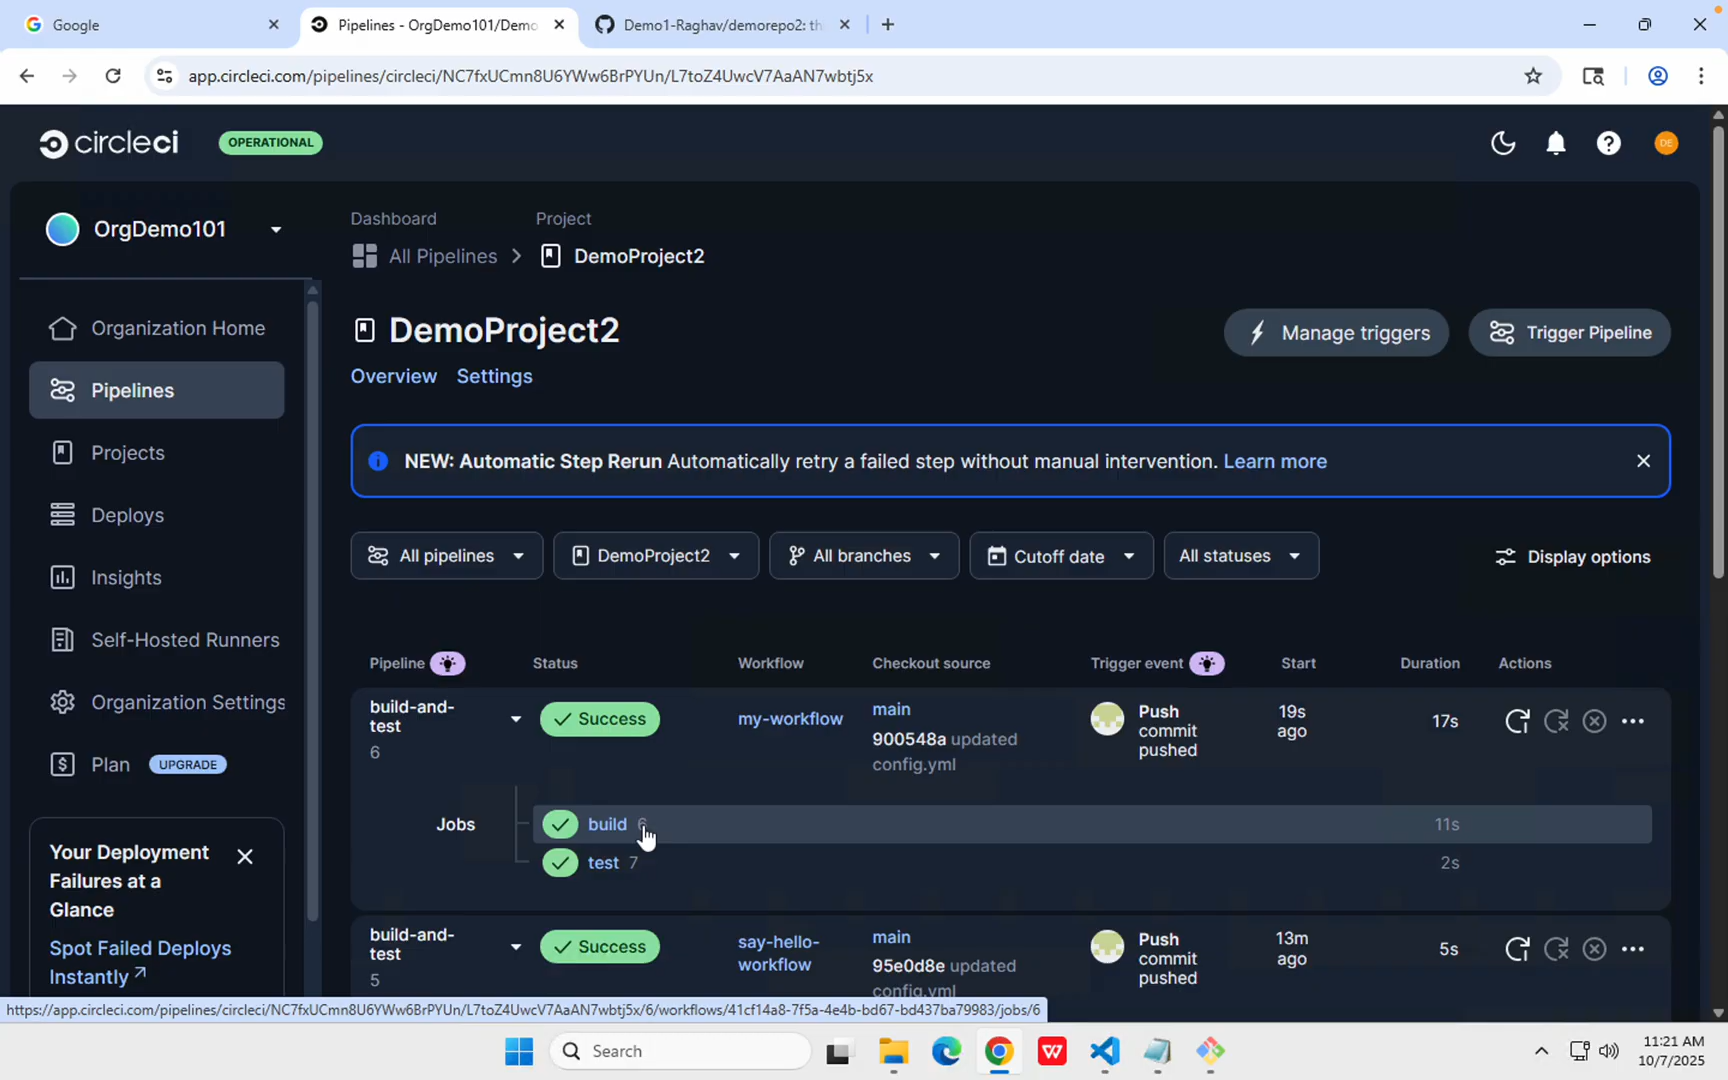 Google
Pipelines - OrgDemo101/Demo
Demo1-Raghav/demorepo2: th
app.circleci.com/pipelines/circleci/NC7fxUCmn8U6YWw6BrPYUn/L7toZ4UwcV7AaAN7wbtj5x
circleci
OPERATIONAL
DE
OrgDemo101
Organization Home
Pipelines
Projects
Deploys
Insights
Self-Hosted Runners
Organization Settings
Plan UPGRADE
Your Deployment
Failures at a
Glance
Spot Failed Deploys
Instantly
Dashboard Project
All Pipelines > DemoProject2
DemoProject2
Overview Settings
Manage triggers
Trigger Pipeline
NEW: Automatic Step Rerun Automatically retry a failed step without manual intervention. Learn more
All pipelines DemoProject2 All branches Cutoff date All statuses Display options
Pipeline Status Workflow Checkout source Trigger event Start Duration Actions
build-and-
test
6
Success
my-workflow
main
900548a updated
config.yml
Push
commit
pushed
19s
ago
17s
Jobs
build 6 11s
test 7 2s
build-and-
test
5
Success
say-hello-
workflow
main
95e0d8e updated
config.yml
Push
commit
pushed
13m
ago
5s
https://app.circleci.com/pipelines/circleci/NC7fxUCmn8U6YWw6BrPYUn/L7toZ4UwcV7AaAN7wbtj5x/6/workflows/41cf14a8-7f5a-4e4b-bd67-bd437ba79983/jobs/6
Search
11:21 AM
10/7/2025